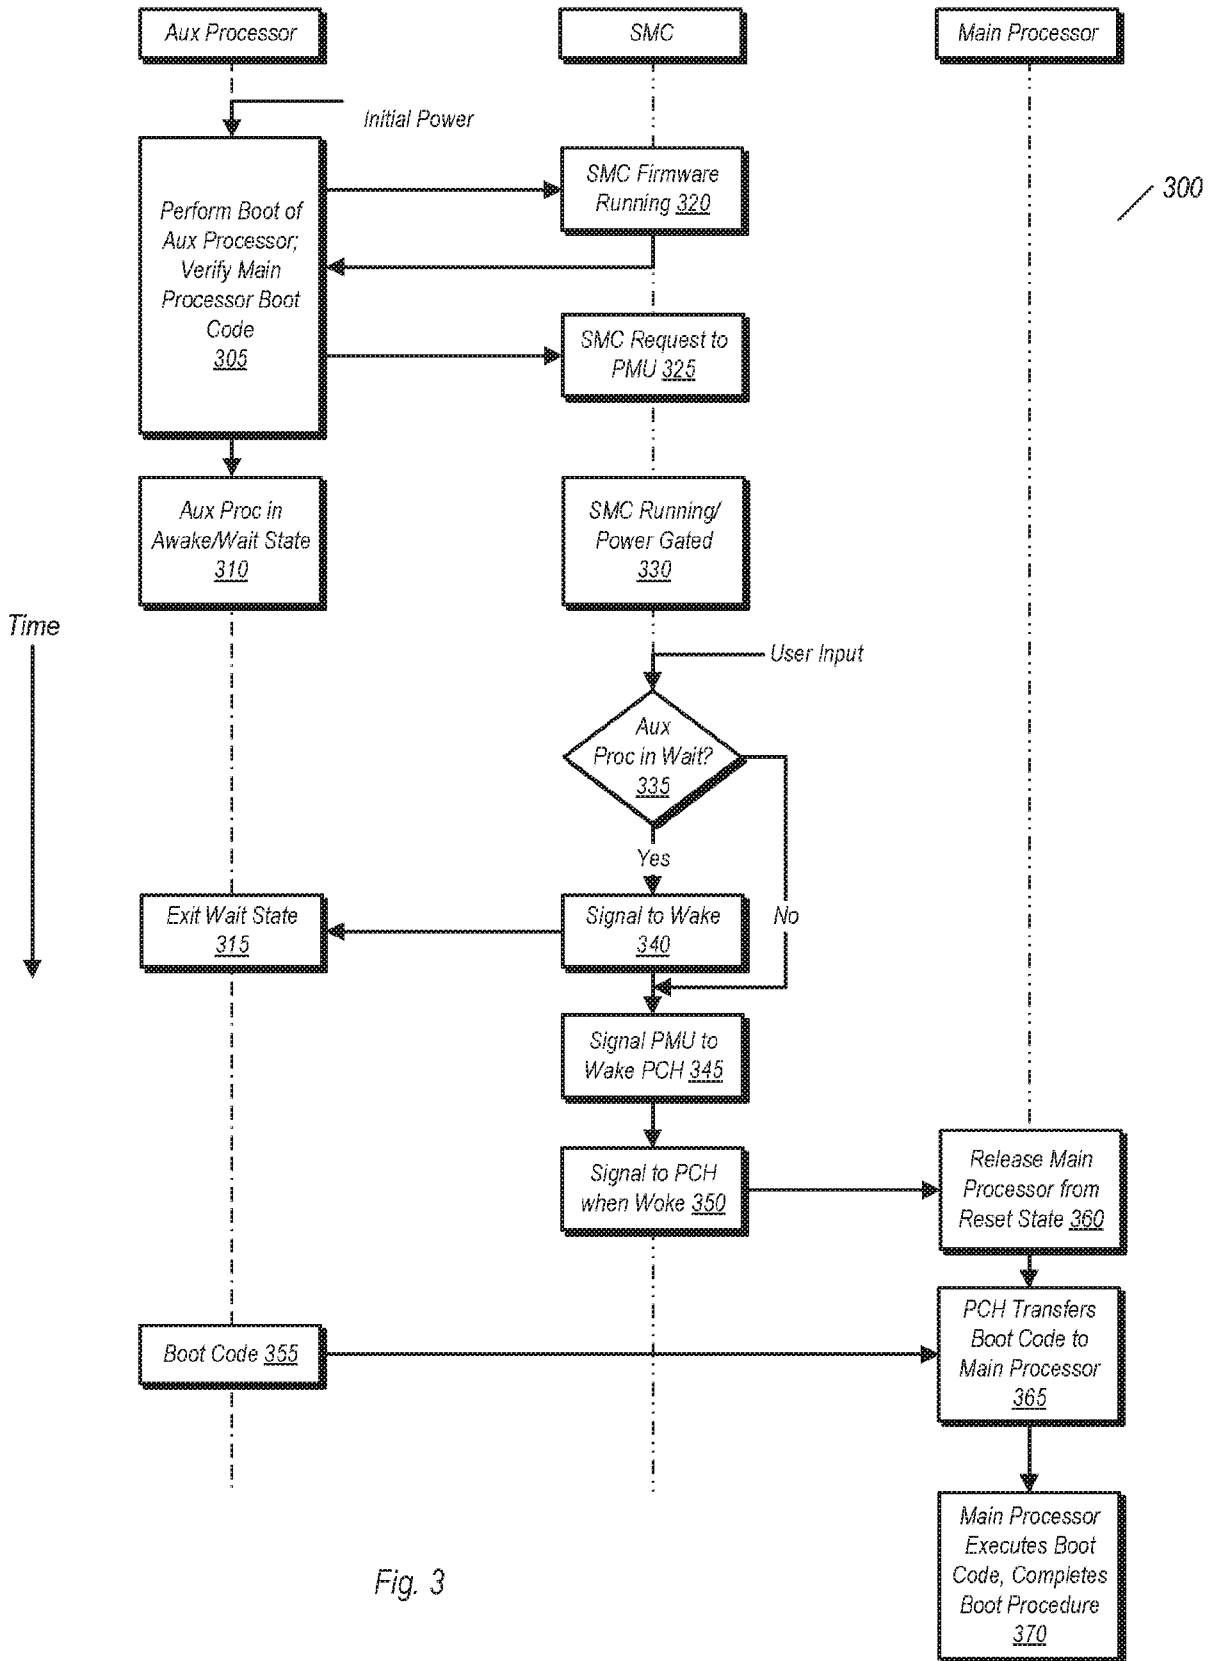 Aux Processor
SMC
Main Processor
Initial Power
300
SMC Firmware
Running 320
Perform Boot of
Aux Processor;
Verify Main
Processor Boot
Code
305
SMC Request to
PMU 325
Aux Proc in
Awake/Wait State
310
SMC Running/
Power Gated
330
Time
User Input
Aux
Proc in Wait?
335
Yes
No
Exit Wait State
315
Signal to Wake
340
Signal PMU to
Wake PCH 345
Signal to PCH
when Woke 350
Release Main
Processor from
Reset State 360
Boot Code 355
PCH Transfers
Boot Code to
Main Processor
365
Main Processor
Executes Boot
Code, Completes
Boot Procedure
370
Fig. 3